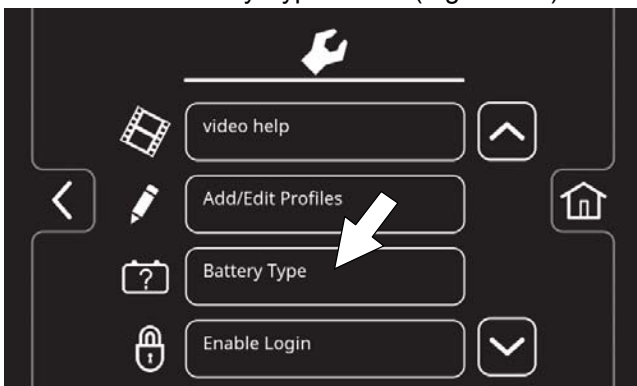 video help
Add/Edit Profiles
?
Battery Type
Enable Login